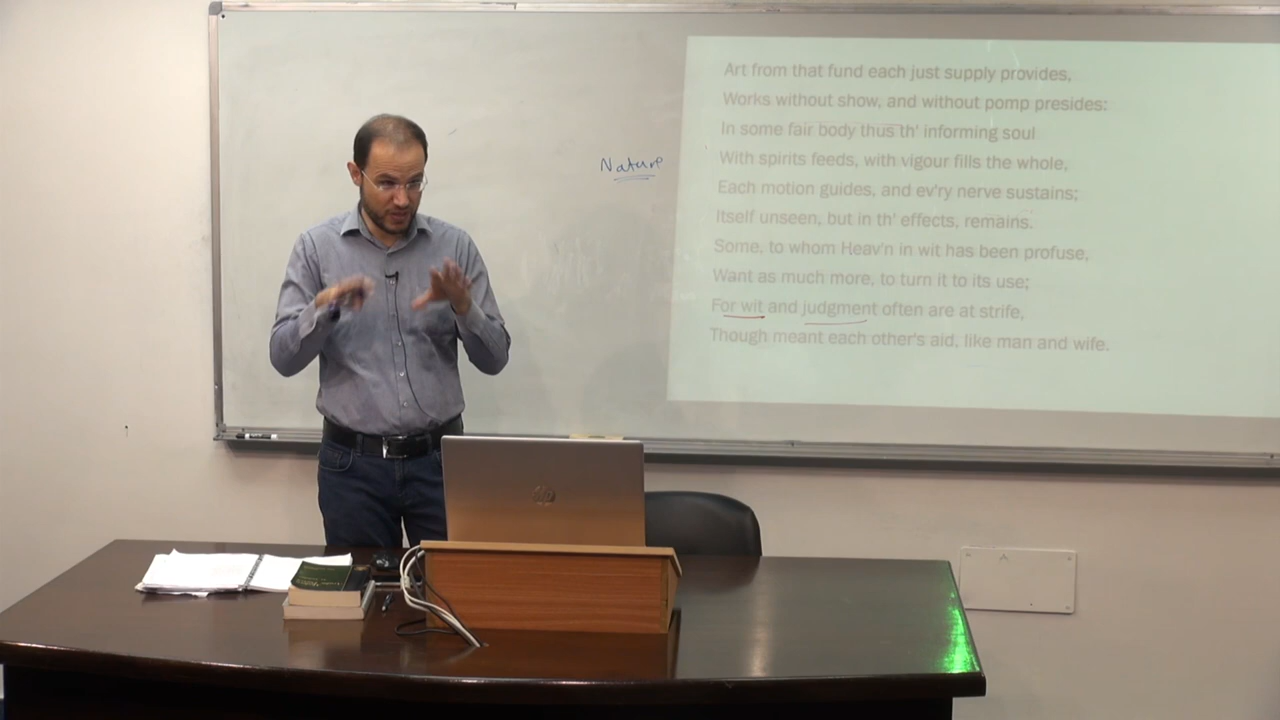 Nature
Art from that fund each just supply provides,
Works without show, and without pomp presides:
In some fair body thus th' informing soul
With spirits feeds, with vigour fills the whole,
Each motion guides, and ev'ry nerve sustains;
Itself unseen, but in th' effects, remains.
Some, to whom Heav'n in wit has been profuse,
Want as much more, to turn it to its use;
For wit and judgment often are at strife,
Though meant each other's aid, like man and wife.
hp